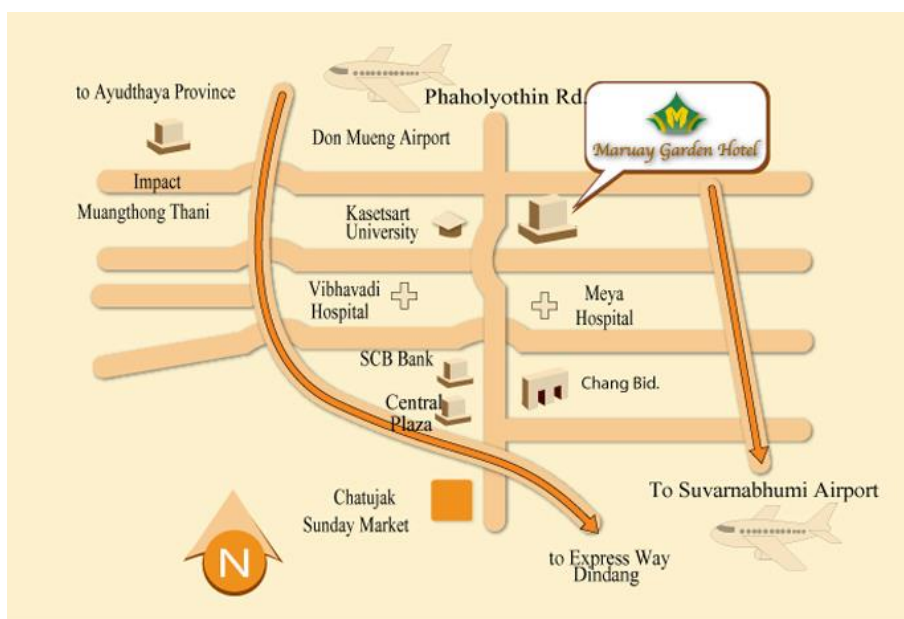 to Ayudthaya Province
Phaholyothin Rd.
M
Maruay Garden Hotel
Don Mueng Airport
Impact
Muangthong Thani
Kasetsart
University
Vibhavadi
Hospital
Meya
Hospital
SCB Bank
Chang Bid.
Central
Plaza
To Suvarnabhumi Airport
Chatujak
Sunday Market
N
to Express Way
Dindang